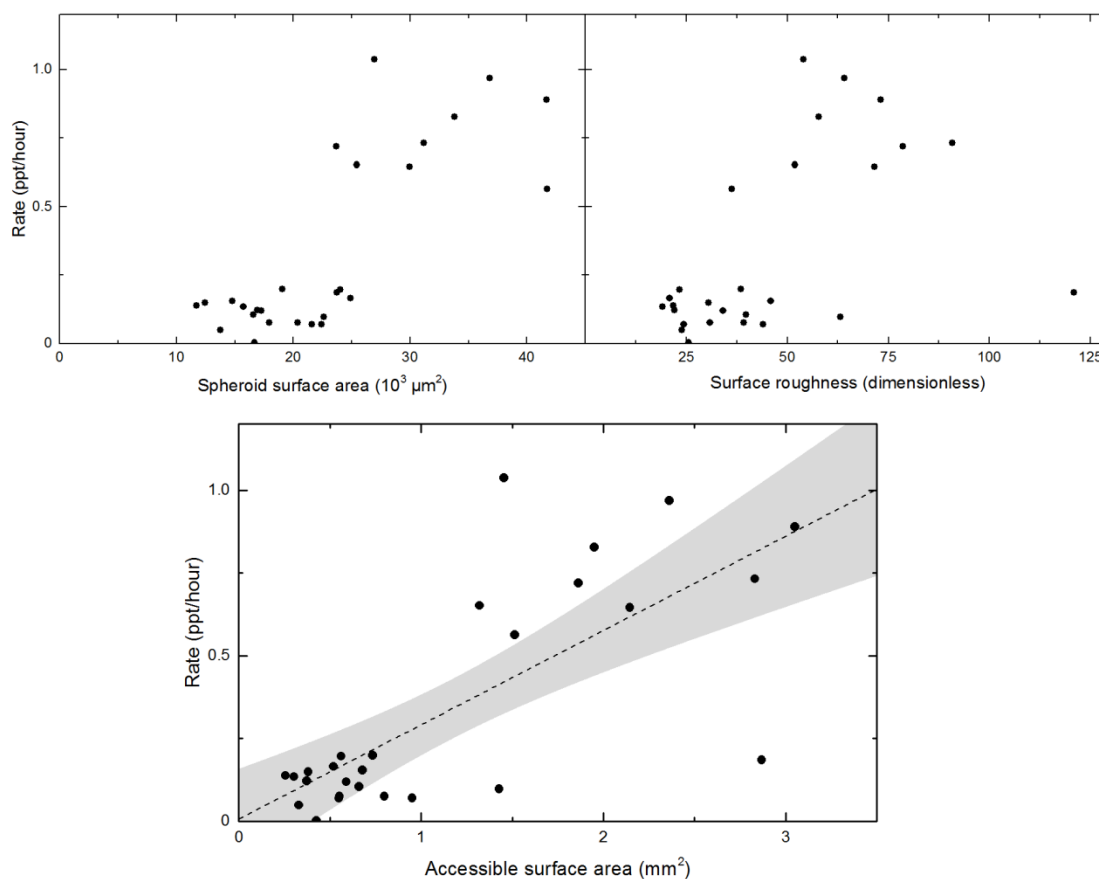 1.0
0.5
0
Rate (ppt/hour)
0 10 20 30 40
Spheroid surface area (10³ µm²)
25 50 75 100 125
Surface roughness (dimensionless)
1.0
0.5
0
Rate (ppt/hour)
0 1 2 3
Accessible surface area (mm²)